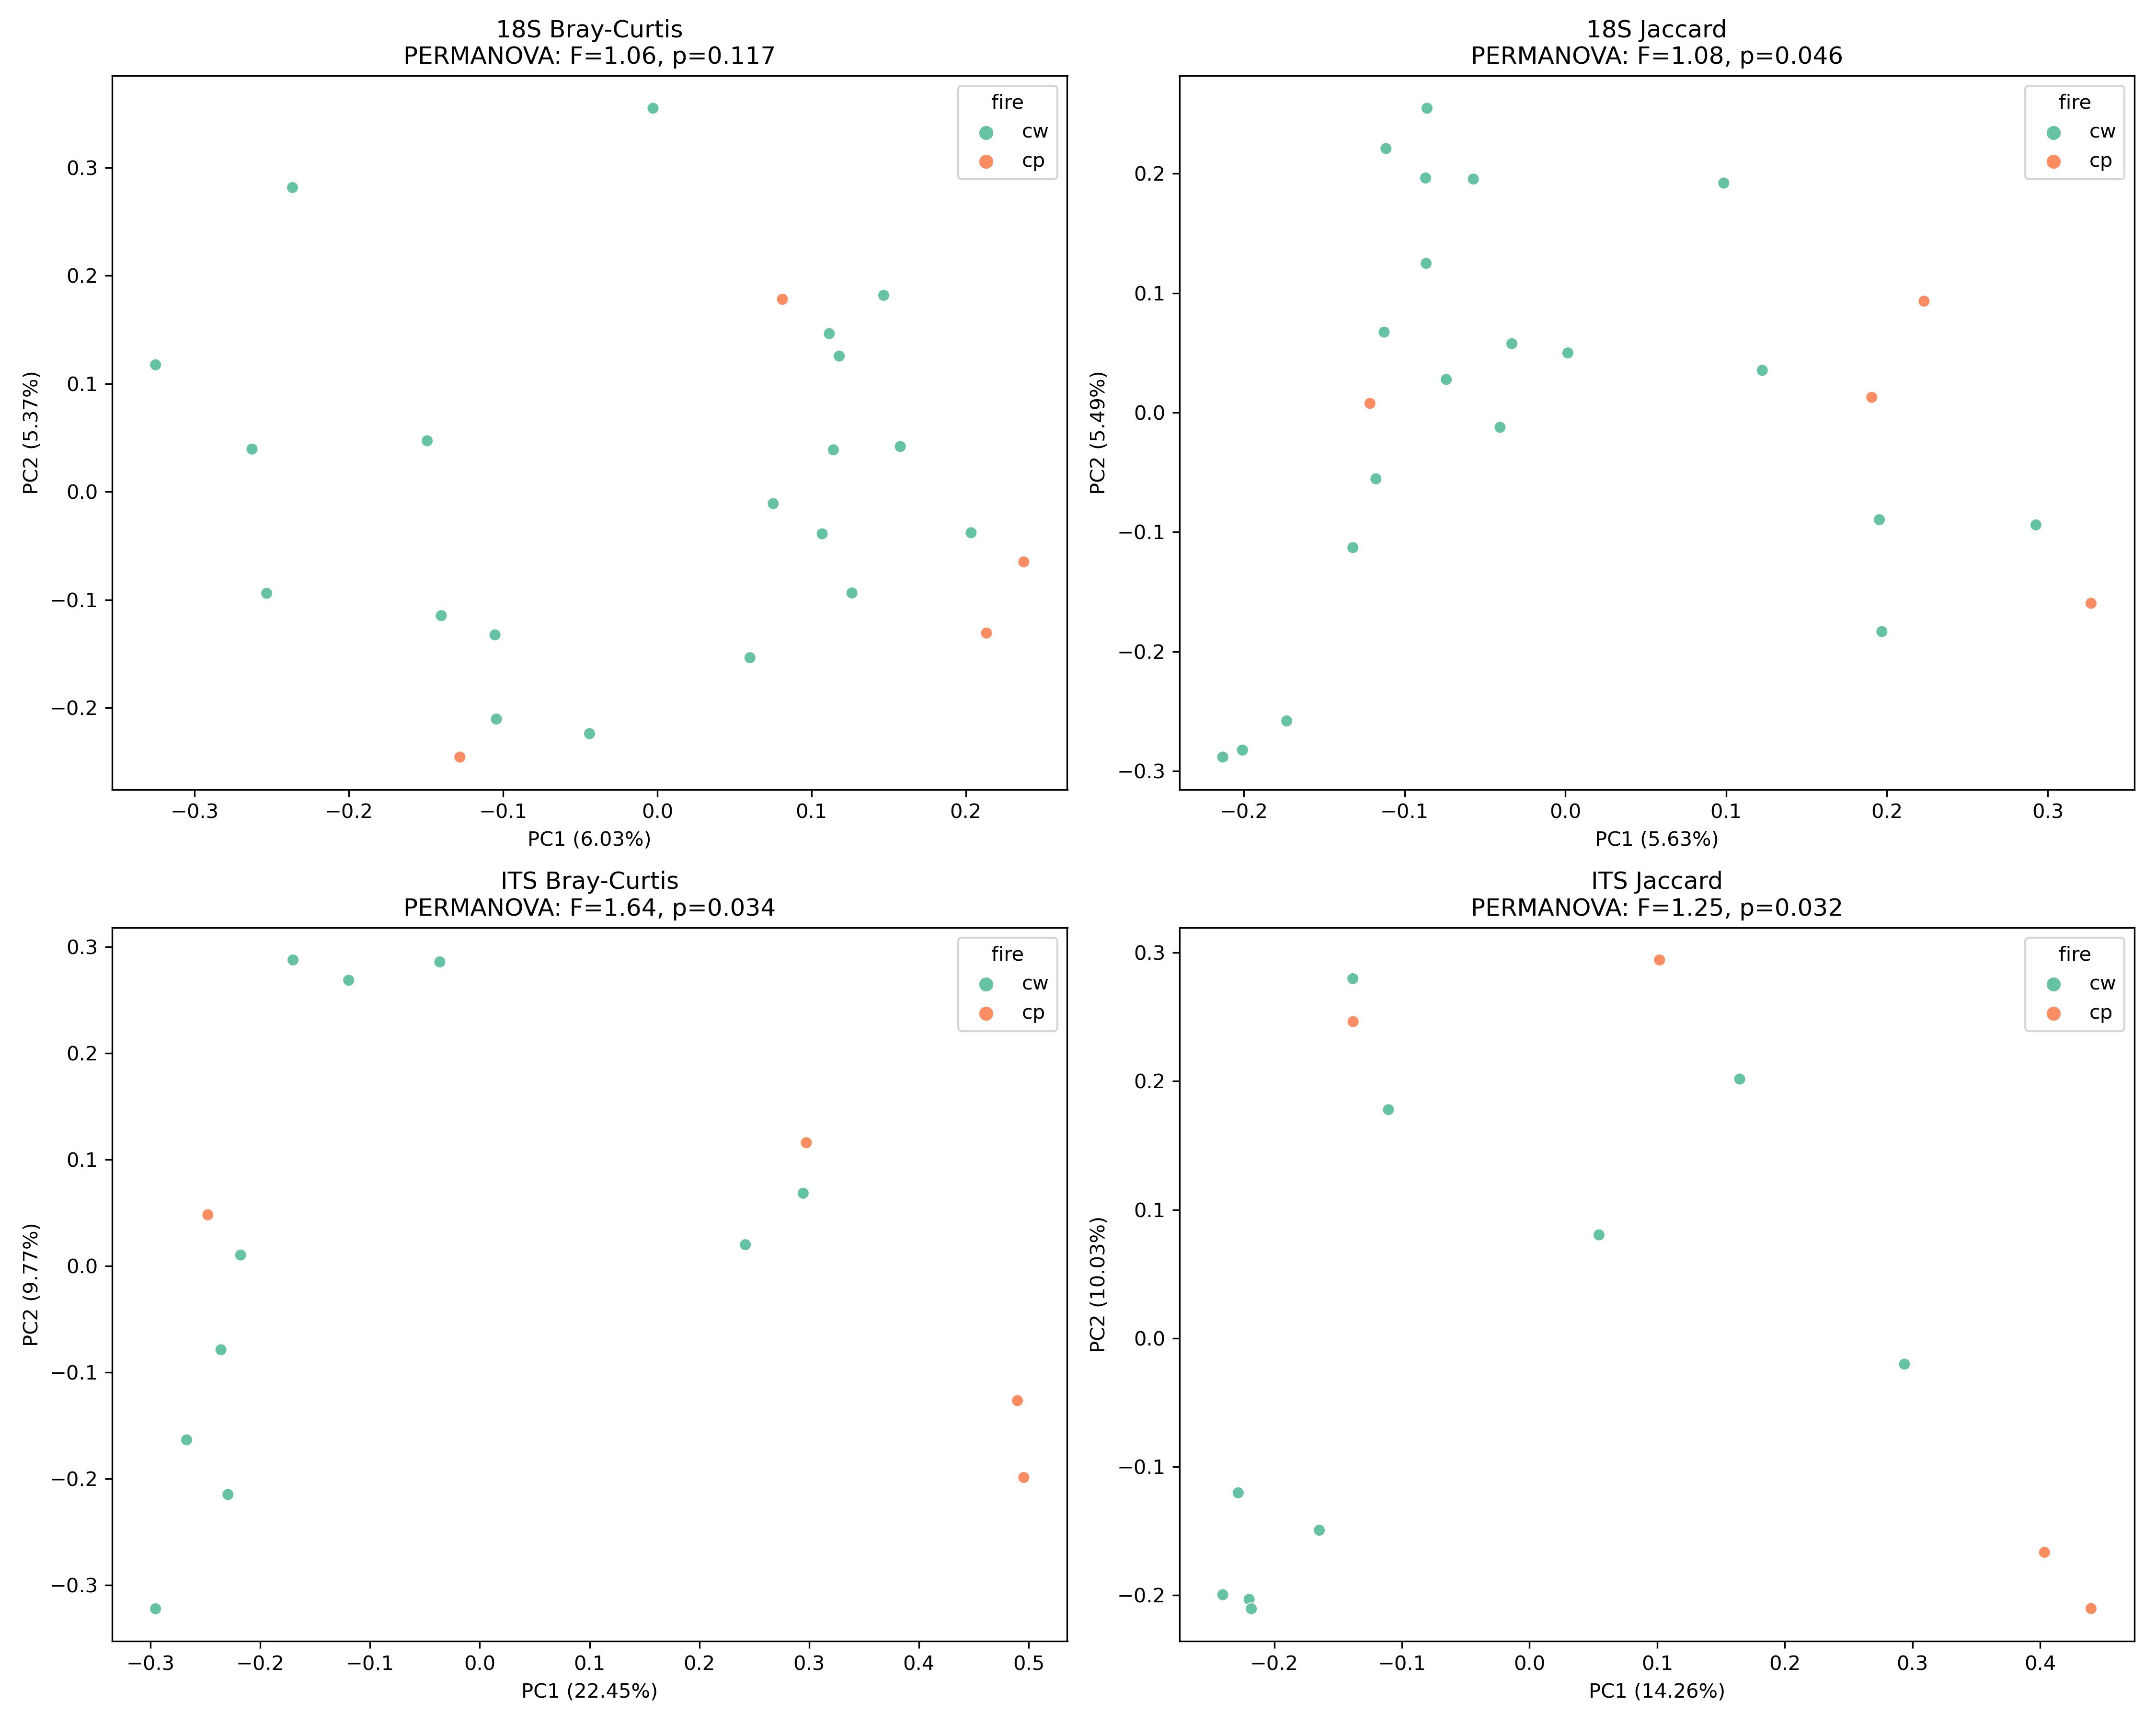 18S Bray-Curtis
PERMANOVA: F=1.06, p=0.117
fire
cw
cp
0.3
0.2
0.1
0.0
−0.1
−0.2
PC2 (5.37%)
−0.3
−0.2
−0.1
0.0
0.1
0.2
PC1 (6.03%)
18S Jaccard
PERMANOVA: F=1.08, p=0.046
fire
cw
cp
0.2
0.1
0.0
−0.1
−0.2
−0.3
PC2 (5.49%)
−0.2
−0.1
0.0
0.1
0.2
0.3
PC1 (5.63%)
ITS Bray-Curtis
PERMANOVA: F=1.64, p=0.034
fire
cw
cp
0.3
0.2
0.1
0.0
−0.1
−0.2
−0.3
PC2 (9.77%)
−0.3
−0.2
−0.1
0.0
0.1
0.2
0.3
0.4
0.5
PC1 (22.45%)
ITS Jaccard
PERMANOVA: F=1.25, p=0.032
fire
cw
cp
0.3
0.2
0.1
0.0
−0.1
−0.2
PC2 (10.03%)
−0.2
−0.1
0.0
0.1
0.2
0.3
0.4
PC1 (14.26%)